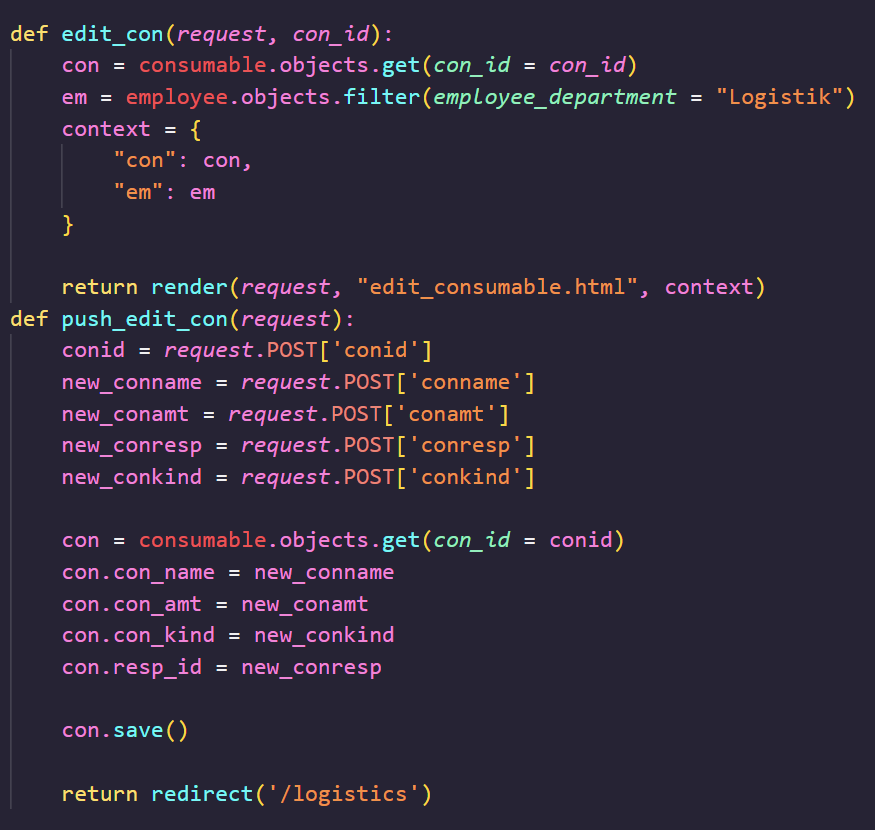 def edit_con(request, con_id):
    con = consumable.objects.get(con_id = con_id)
    em = employee.objects.filter(employee_department = "Logistik")
    context = {
        "con": con,
        "em": em
    }

    return render(request, "edit_consumable.html", context)
def push_edit_con(request):
    conid = request.POST['conid']
    new_conname = request.POST['conname']
    new_conamt = request.POST['conamt']
    new_conresp = request.POST['conresp']
    new_conkind = request.POST['conkind']

    con = consumable.objects.get(con_id = conid)
    con.con_name = new_conname
    con.con_amt = new_conamt
    con.con_kind = new_conkind
    con.resp_id = new_conresp

    con.save()

    return redirect('/logistics')